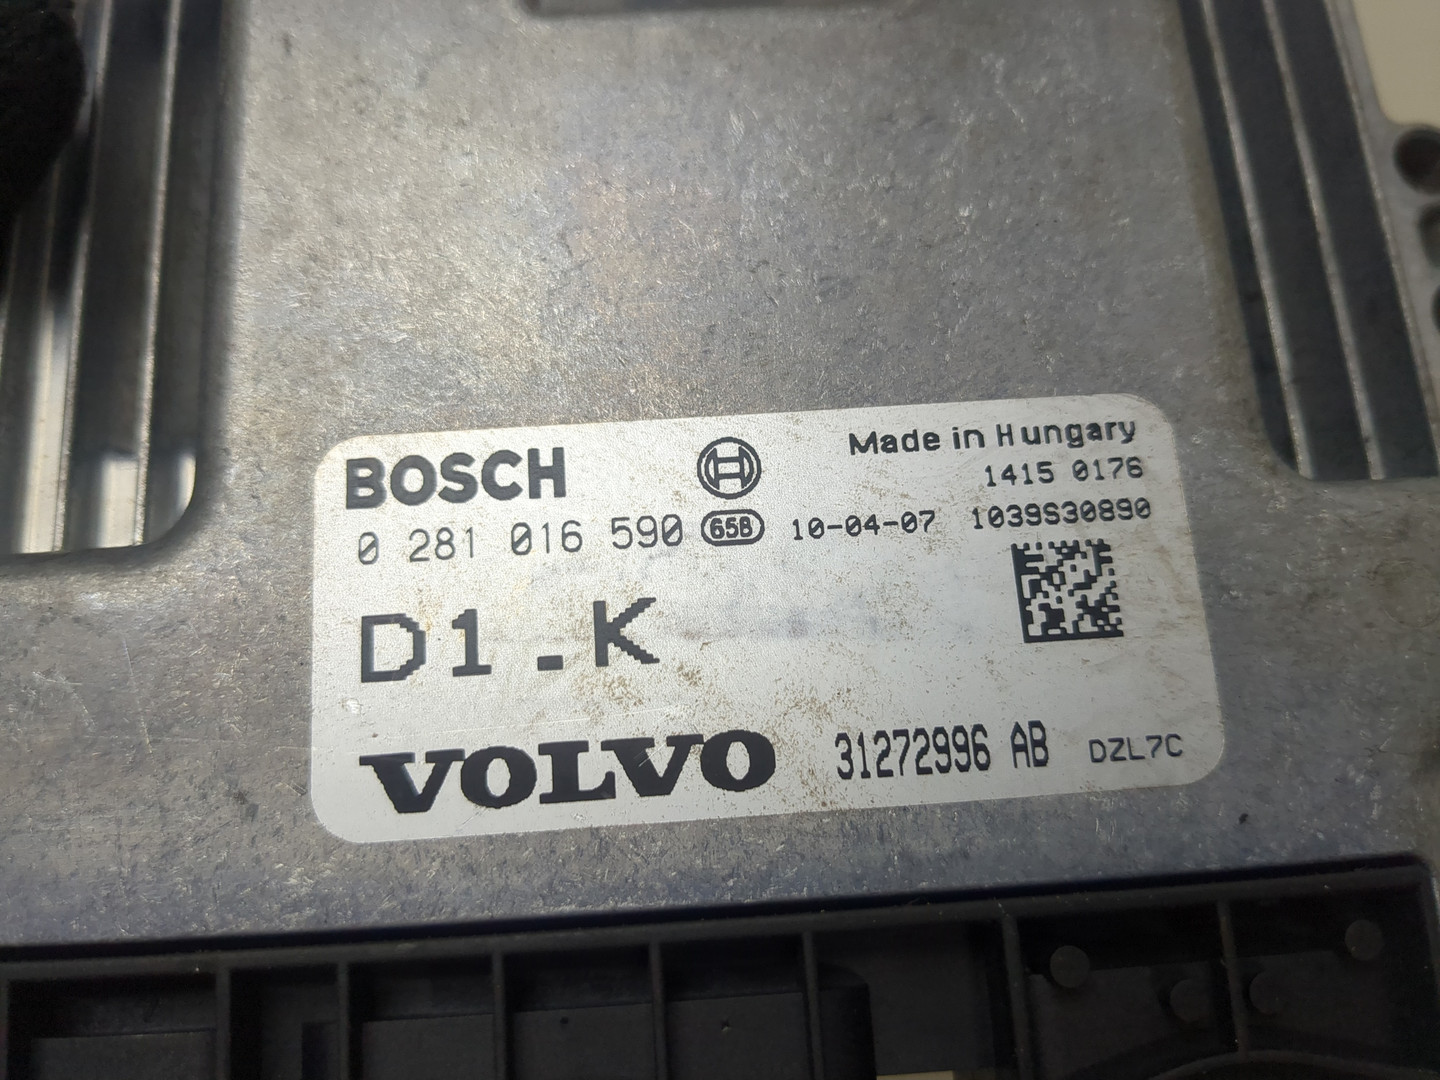 BOSCH
Made in Hungary
1415 0176
0 281 016 590 65B 10-04-07 1039S30890
D1.K
VOLVO 31272996 AB DZL7C